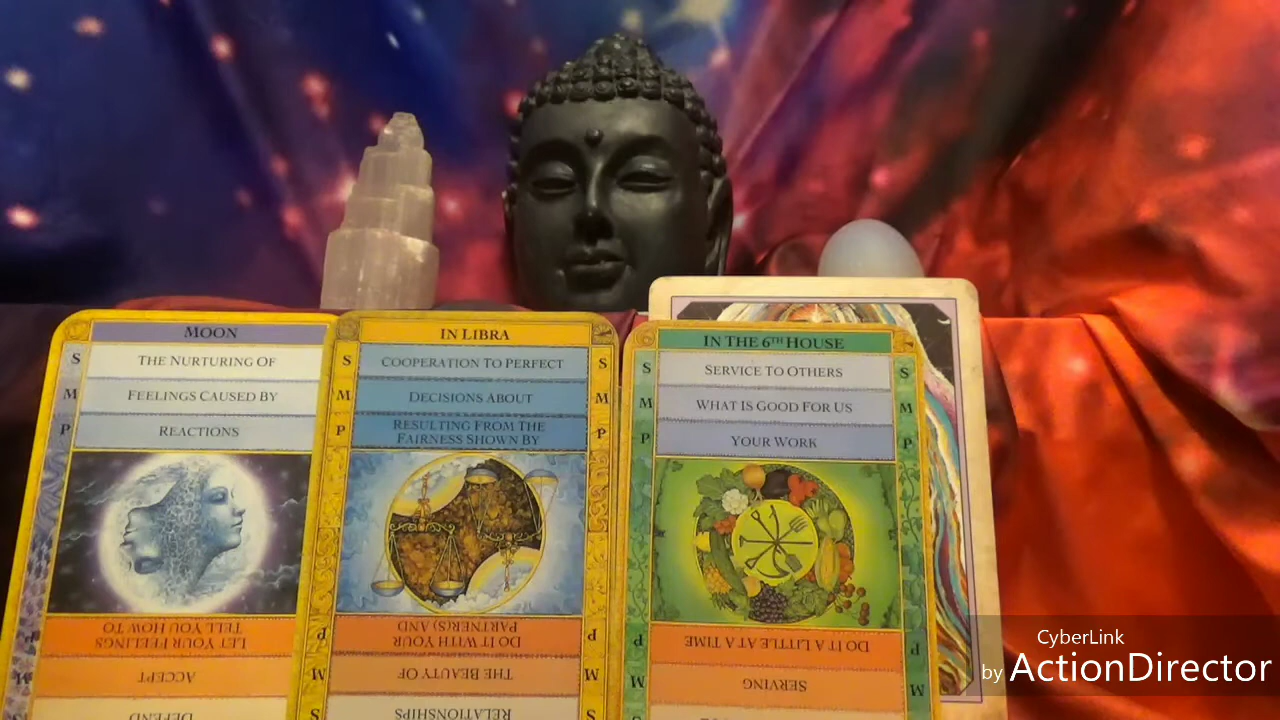 MOON
S THE NURTURING OF
M FEELINGS CAUSED BY
P REACTIONS
LET YOUR FEELINGS
TELL YOU HOW TO
P
ACCEPT
M
DEFEND
IN LIBRA
S COOPERATION TO PERFECT S
M DECISIONS ABOUT M
P RESULTING FROM THE
FAIRNESS SHOWN BY P
DO IT WITH YOUR
PARTNER(S) AND
P P
M THE BEAUTY OF M
S RELATIONSHIPS S
IN THE 6TH HOUSE
S SERVICE TO OTHERS S
M WHAT IS GOOD FOR US M
P YOUR WORK P
P DO IT A LITTLE AT A TIME P
M SERVING M
S
CyberLink
by ActionDirector